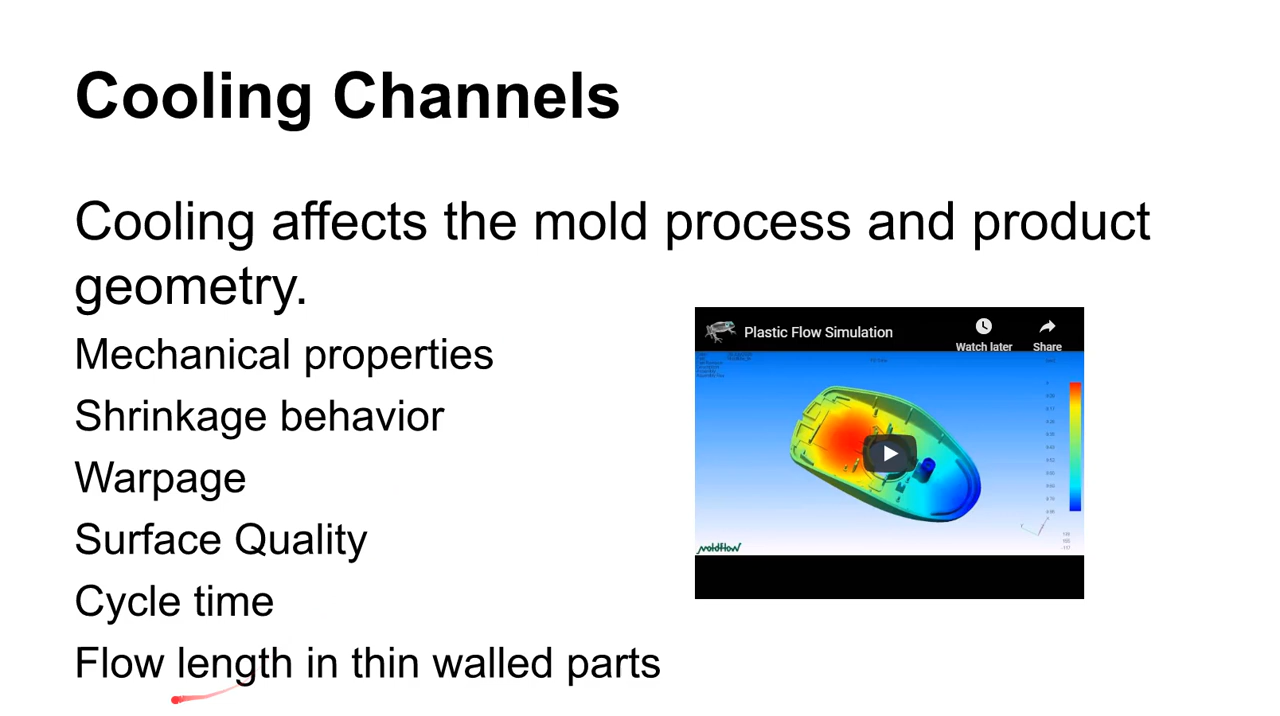 Cooling Channels
Cooling affects the mold process and product
geometry.
Mechanical properties
Shrinkage behavior
Warpage
Surface Quality
Cycle time
Flow length in thin walled parts
Plastic Flow Simulation
Watch later
Share
moldflow